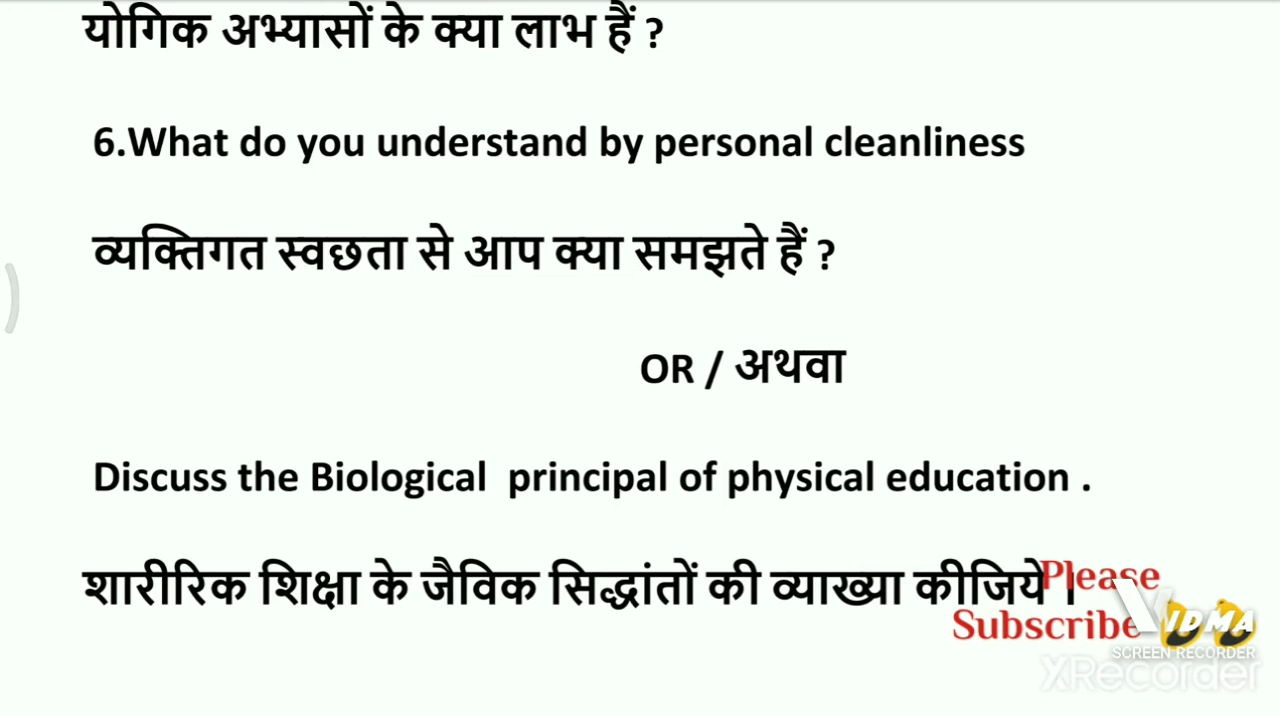 योगिक अभ्यासों के क्या लाभ हैं ?
6.What do you understand by personal cleanliness
व्यक्तिगत स्वछता से आप क्या समझते हैं ?
OR / अथवा
Discuss the Biological  principal of physical education .
शारीरिक शिक्षा के जैविक सिद्धांतों की व्याख्या कीजिये ।
Please
Subscribe
VIDMA
SCREEN RECORDER
XRecorder